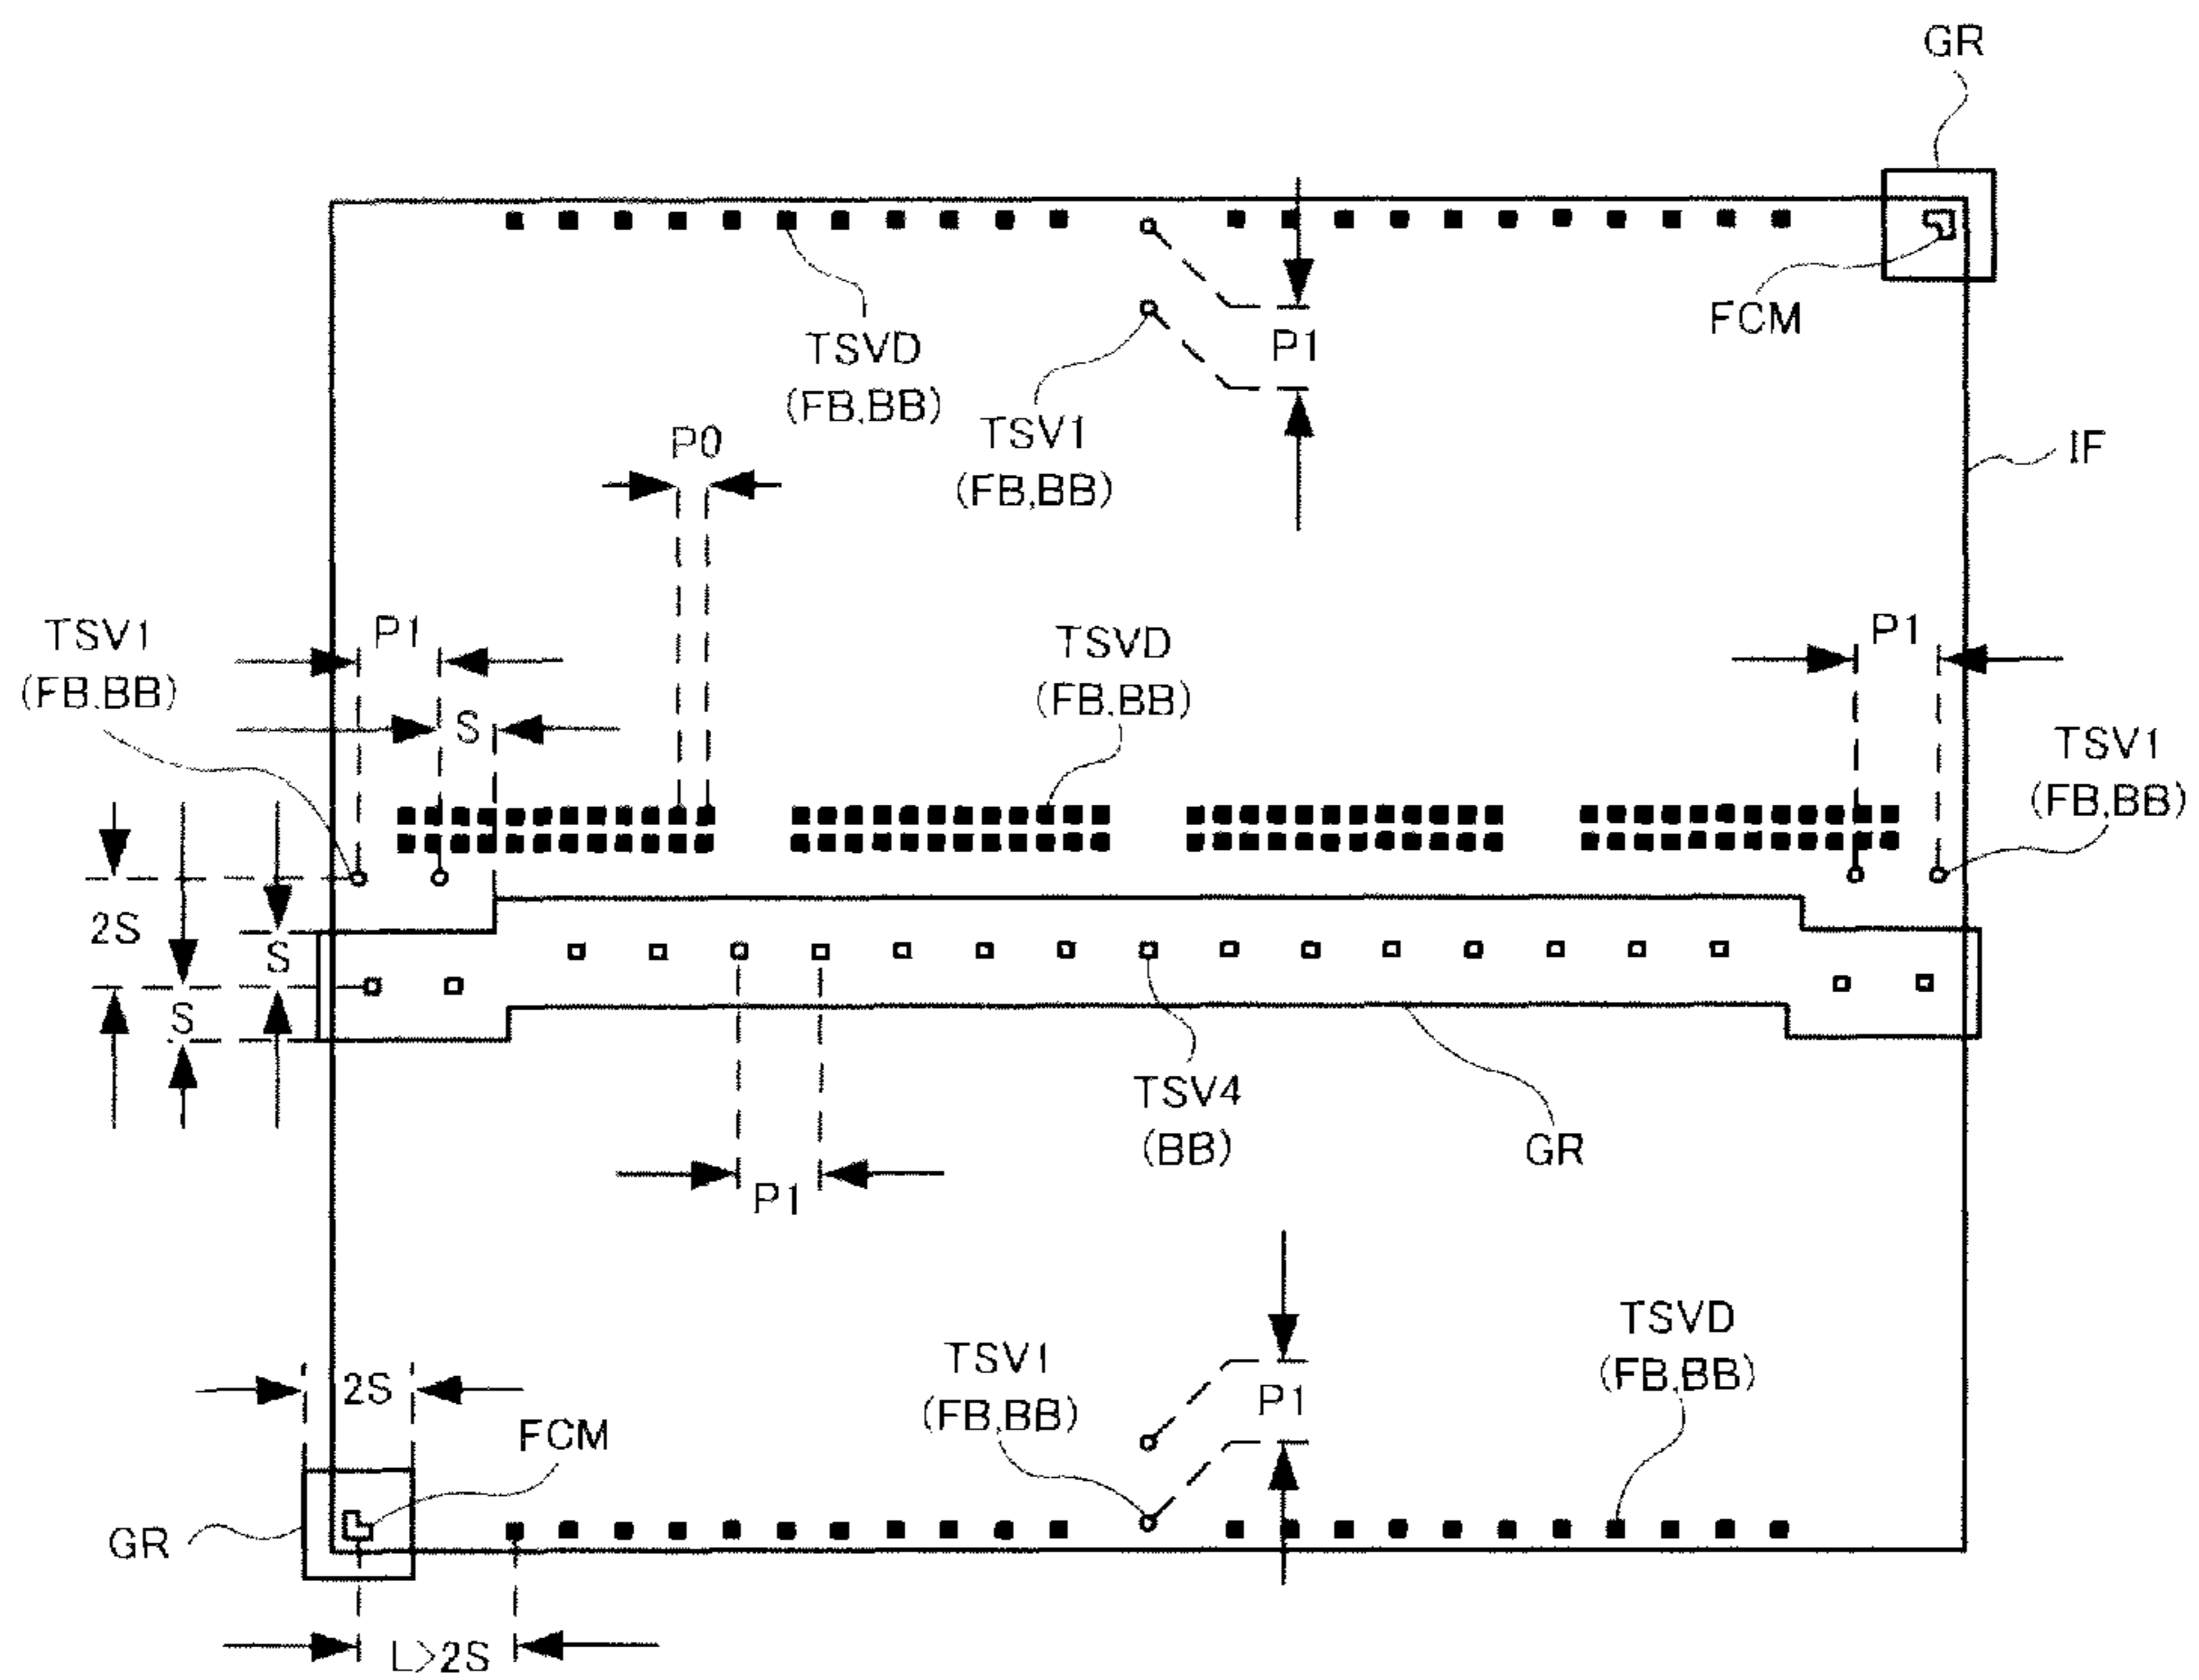 GR
FCM
TSVD
(FB,BB)
P1
TSV1
(FB,BB)
P0
IF
TSV1
(FB,BB)
P1
S
TSVD
(FB,BB)
P1
TSV1
(FB,BB)
2S
S
S
TSV4
(BB)
GR
P1
TSVD
(FB,BB)
TSV1
(FB,BB)
P1
2S
FCM
GR
L>2S